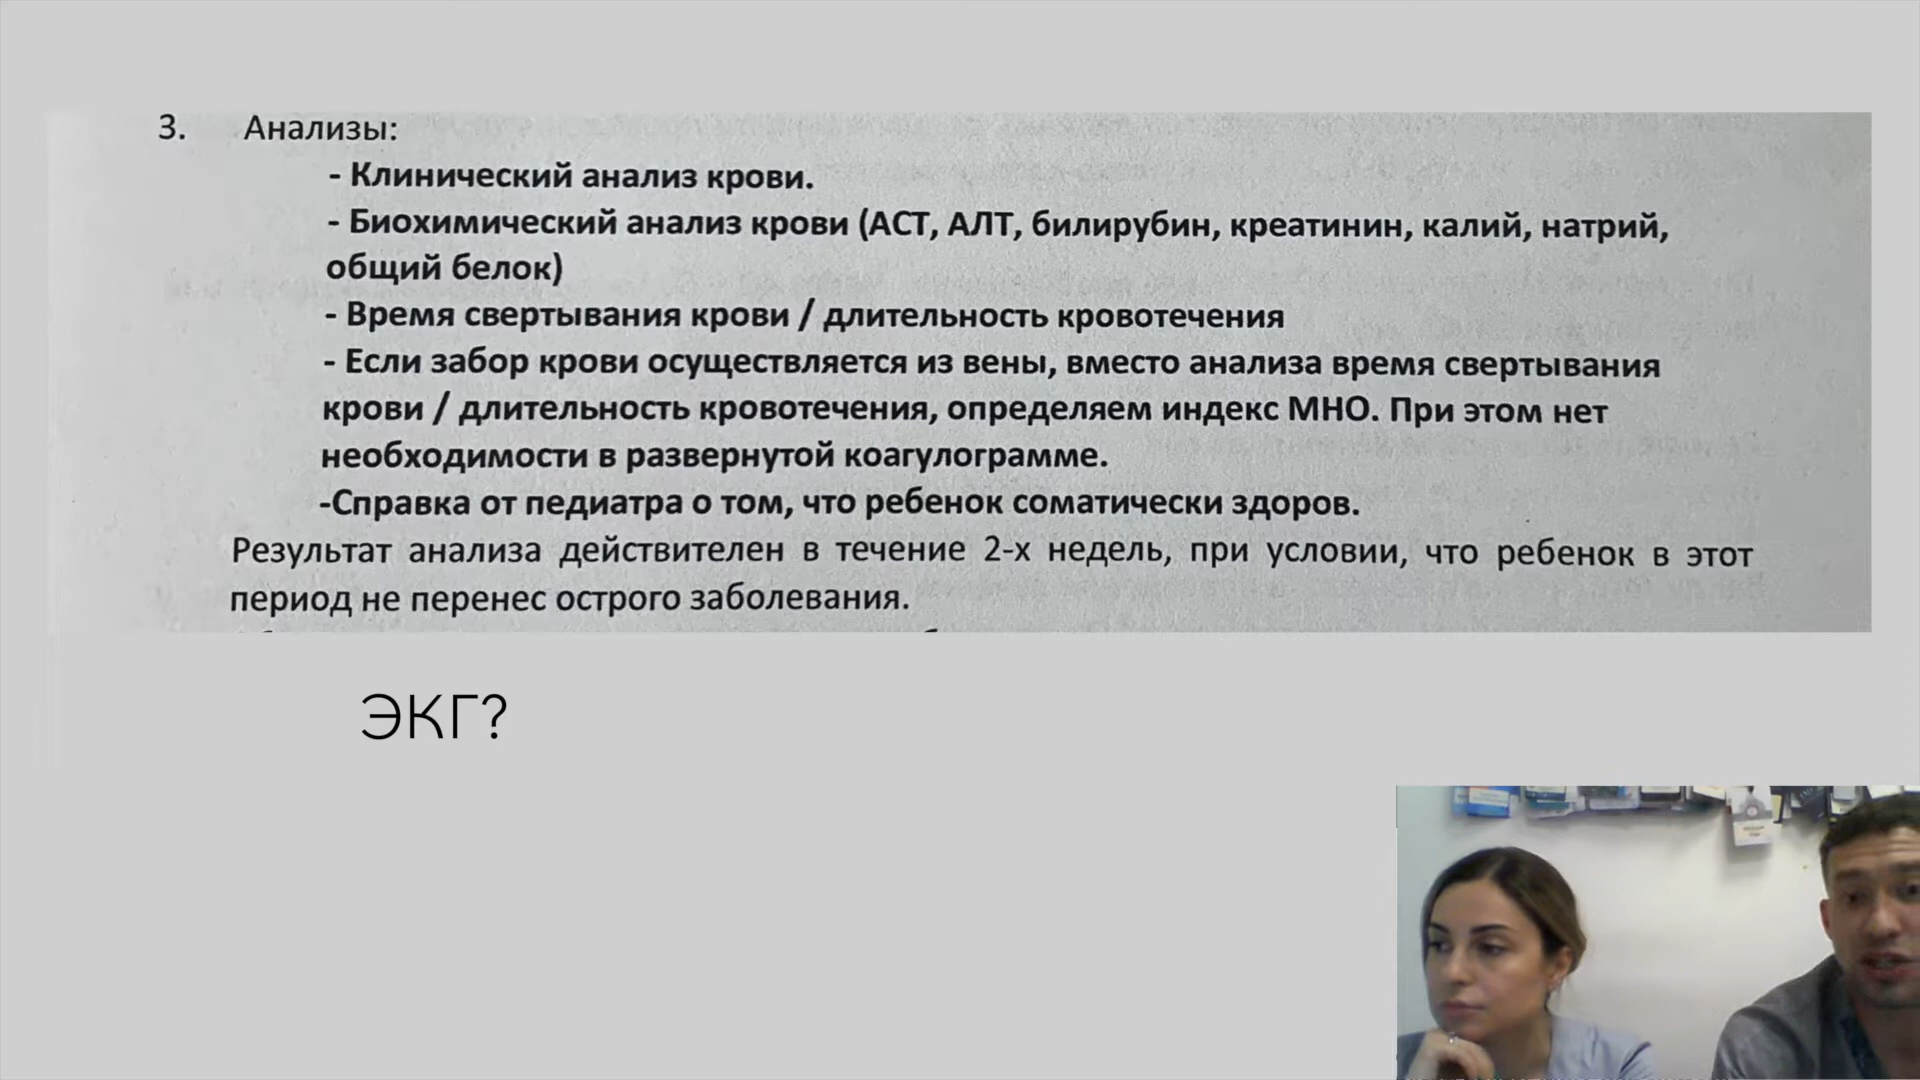 3. Анализы:
- Клинический анализ крови.
- Биохимический анализ крови (АСТ, АЛТ, билирубин, креатинин, калий, натрий,
общий белок)
- Время свертывания крови / длительность кровотечения
- Если забор крови осуществляется из вены, вместо анализа время свертывания
крови / длительность кровотечения, определяем индекс МНО. При этом нет
необходимости в развернутой коагулограмме.
-Справка от педиатра о том, что ребенок соматически здоров.
Результат анализа действителен в течение 2-х недель, при условии, что ребенок в этот
период не перенес острого заболевания.
ЭКГ?